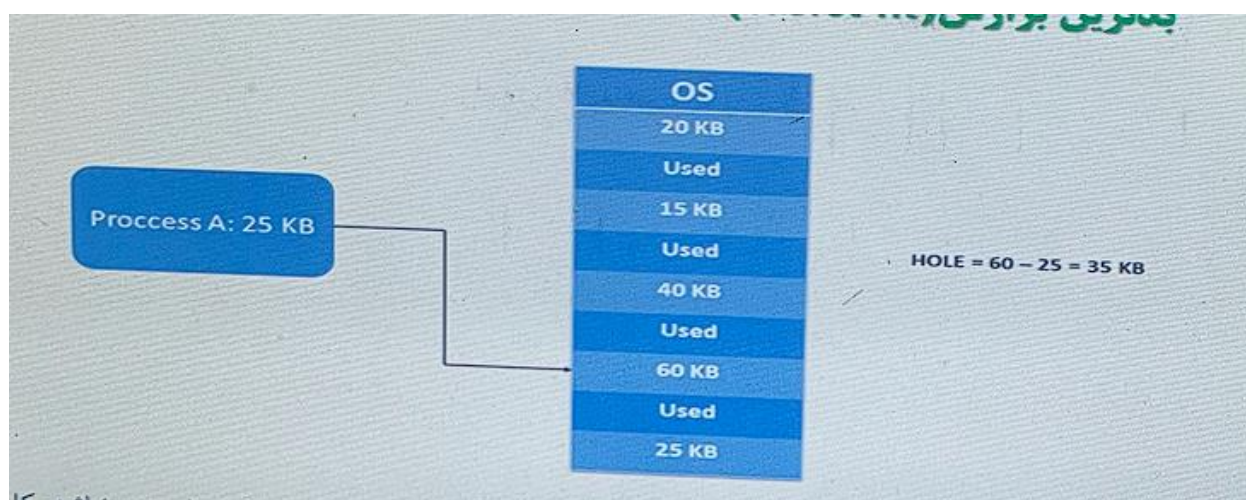 OS
20 KB
Used
15 KB
Proccess A: 25 KB
Used
HOLE = 60 – 25 = 35 KB
40 KB
Used
60 KB
Used
25 KB